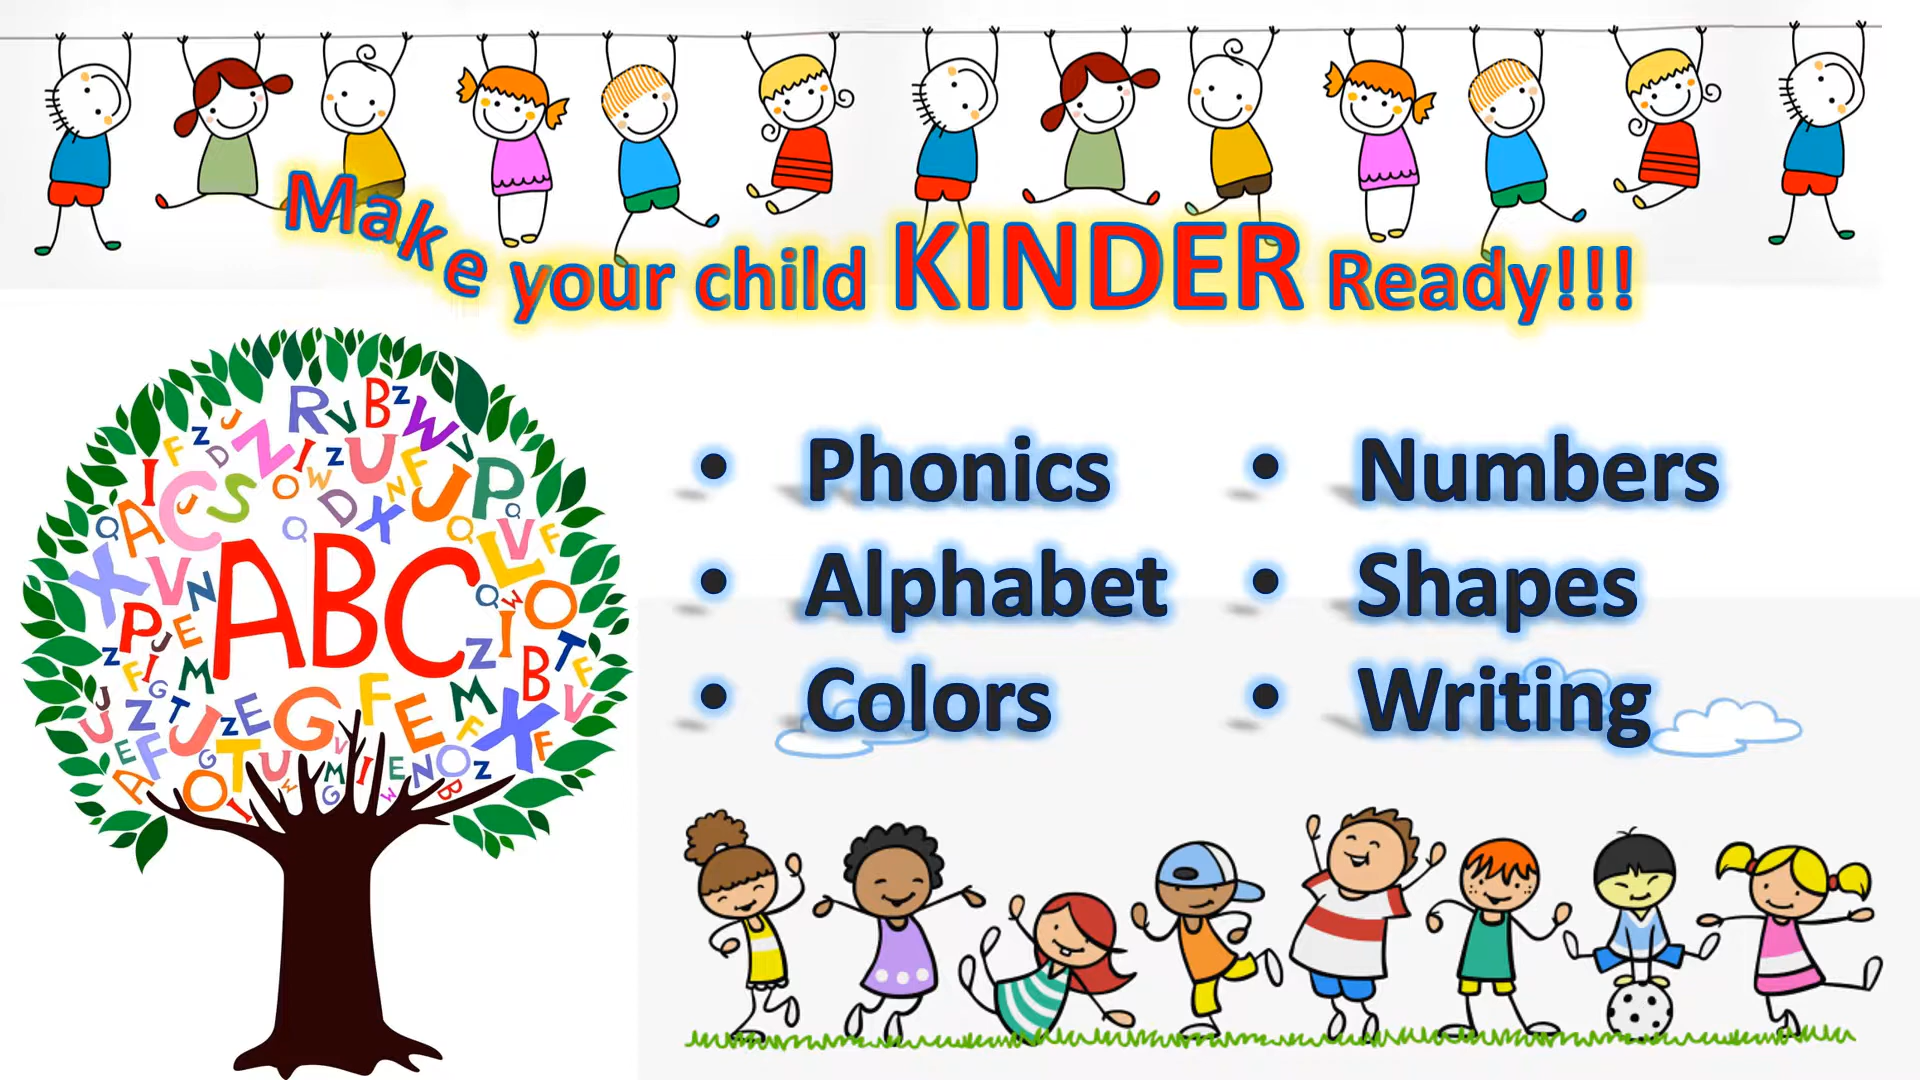 Make your child KINDER Ready!!!
• Phonics
• Alphabet
• Colors
• Numbers
• Shapes
• Writing
ABC